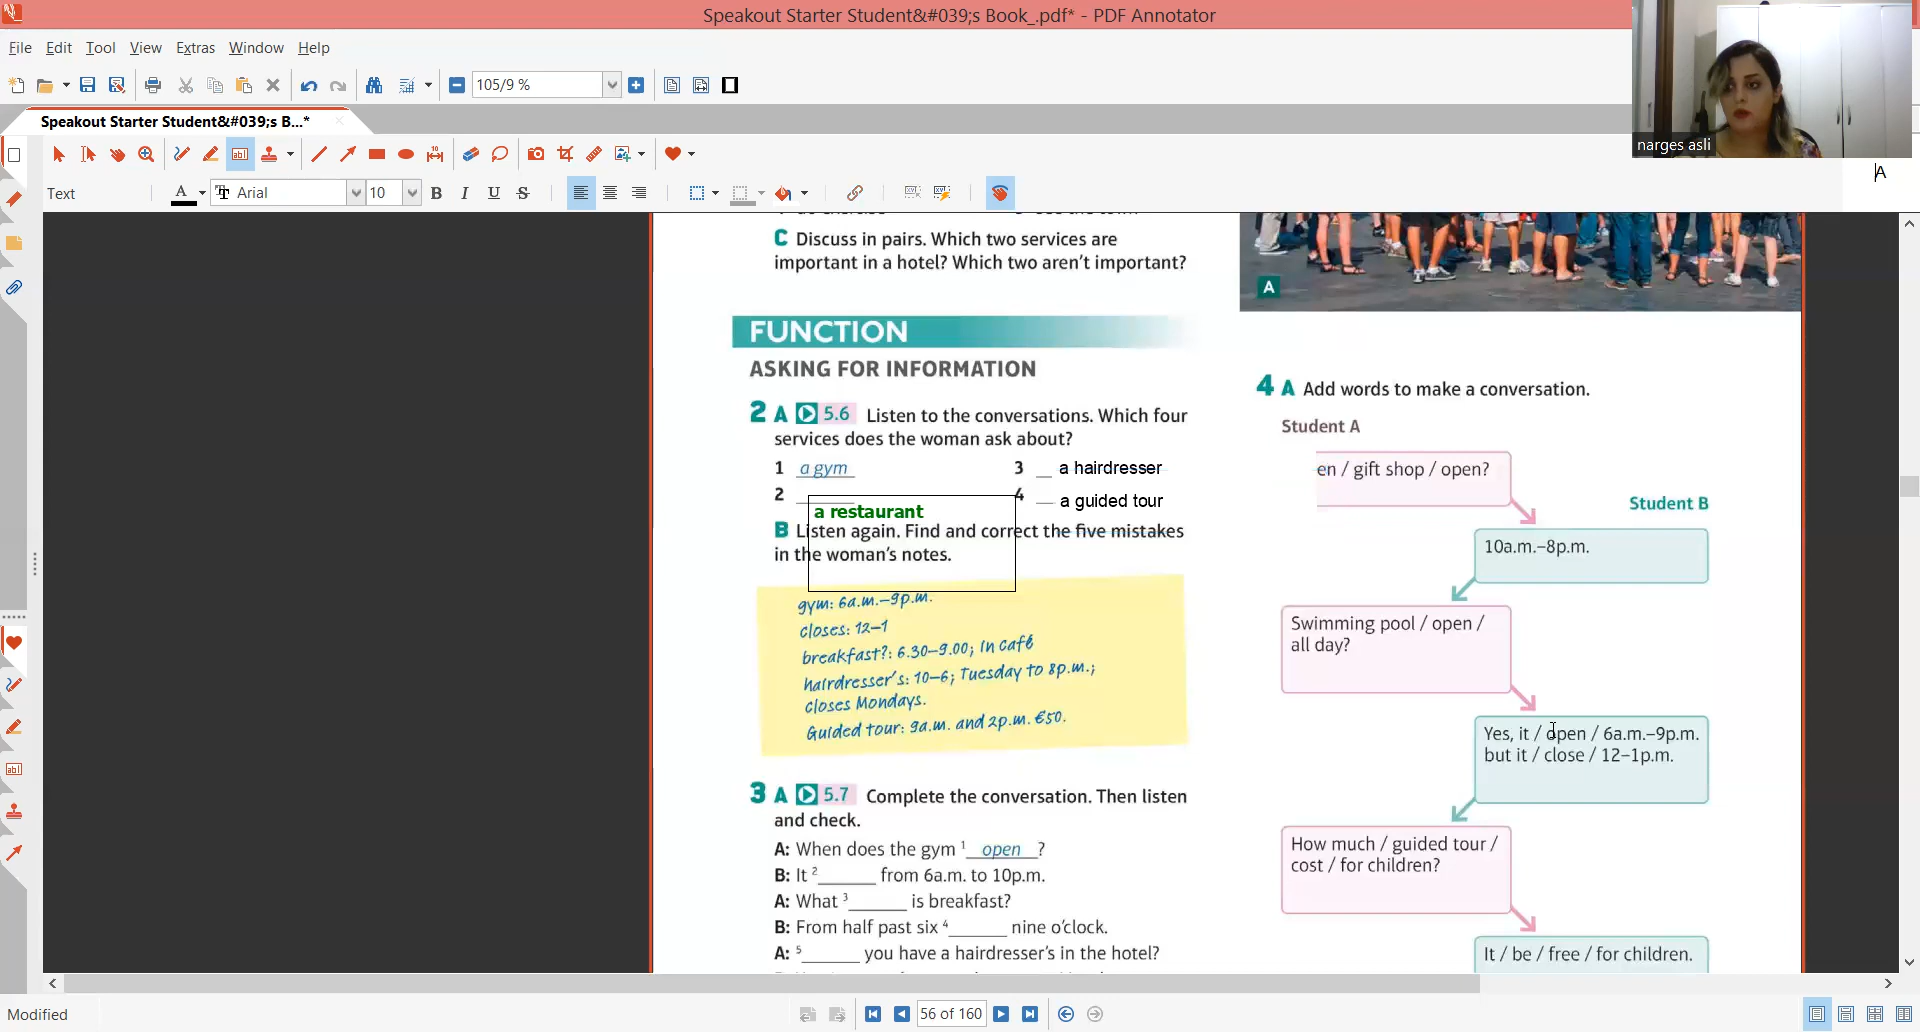 Speakout Starter Student&#039;s Book_.pdf* - PDF Annotator
File Edit Tool View Extras Window Help
105/9 %
Speakout Starter Student&#039;s B...*
narges asli
Text
A
Arial
10
B I U S
A
C Discuss in pairs. Which two services are
important in a hotel? Which two aren't important?
A
FUNCTION
ASKING FOR INFORMATION
2 A 5.6 Listen to the conversations. Which four
services does the woman ask about?
1 a gym
3 __ a hairdresser
2 ______
4 __ a guided tour
a restaurant
B Listen again. Find and correct the five mistakes
in the woman's notes.
gym: 6a.m.–9p.m.
closes: 12–1
breakfast?: 6.30–9.00; in café
hairdresser's: 10–6; Tuesday to 8p.m.;
closes Mondays.
Guided tour: 9a.m. and 2p.m. €50.
3 A 5.7 Complete the conversation. Then listen
and check.
A: When does the gym 1 open ?
B: It 2______ from 6a.m. to 10p.m.
A: What 3______ is breakfast?
B: From half past six 4______ nine o'clock.
A: 5______ you have a hairdresser's in the hotel?
4 A Add words to make a conversation.
Student A
en / gift shop / open?
Student B
10a.m.–8p.m.
Swimming pool / open /
all day?
Yes, it / open / 6a.m.–9p.m.
but it / close / 12–1p.m.
How much / guided tour /
cost / for children?
It / be / free / for children.
Modified
56 of 160